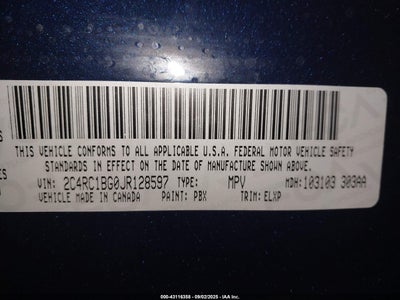 THIS VEHICLE CONFORMS TO ALL APPLICABLE U.S.A. FEDERAL MOTOR VEHICLE SAFETY
STANDARDS IN EFFECT ON THE DATE OF MANUFACTURE SHOWN ABOVE.
VIN: 2C4RC1BG0JR128597 TYPE: MPV MDH: 103103 303AA
VEHICLE MADE IN CANADA PAINT: PBX TRIM: ELXP
000-43116358 - 09/02/2025 - IAA Inc.